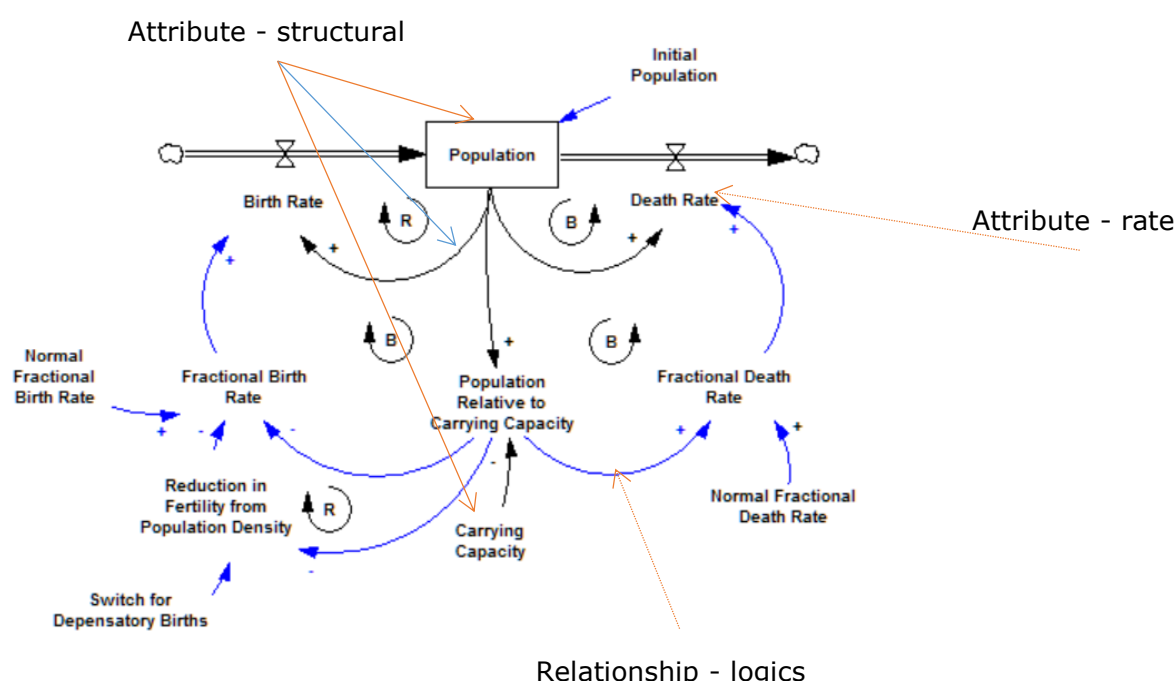 Attribute - structural
Initial
Population
Population
Birth Rate
R
B
Death Rate
Attribute - rate
+
+
+
+
B
B
+
Normal
Fractional
Birth Rate
Fractional Birth
Rate
Population
Relative to
Carrying Capacity
Fractional Death
Rate
+
-
-
+
+
-
Reduction in
Fertility from
Population Density
R
Normal Fractional
Death Rate
Carrying
Capacity
-
Switch for
Depensatory Births
Relationship - logics